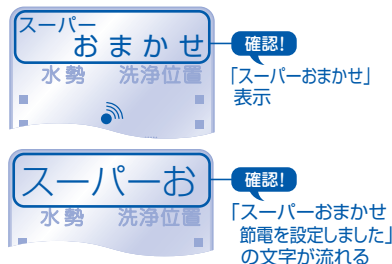 スーパー
おまかせ
水勢 洗浄位置
確認!
「スーパーおまかせ」
表示
スーパーお
水勢 洗浄位置
確認!
「スーパーおまかせ
節電を設定しました」
の文字が流れる